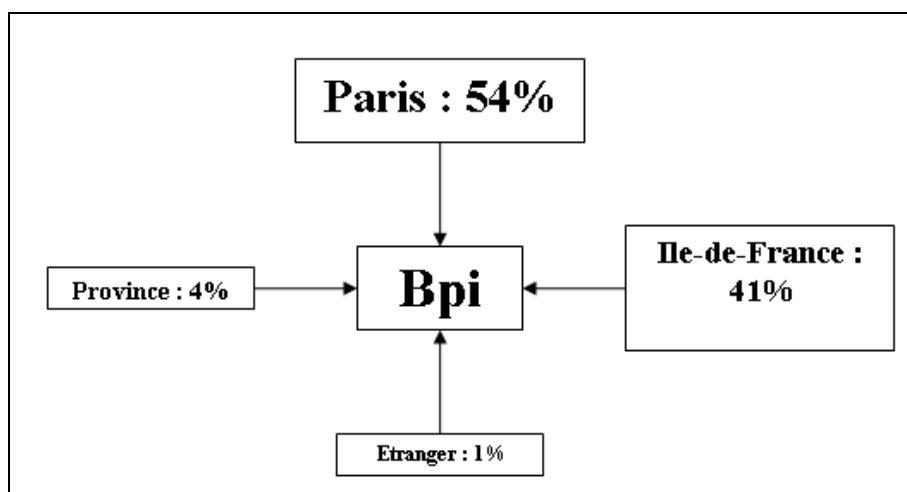 Paris : 54%
Ile-de-France :
41%
Province : 4%
Bpi
Etranger : 1%